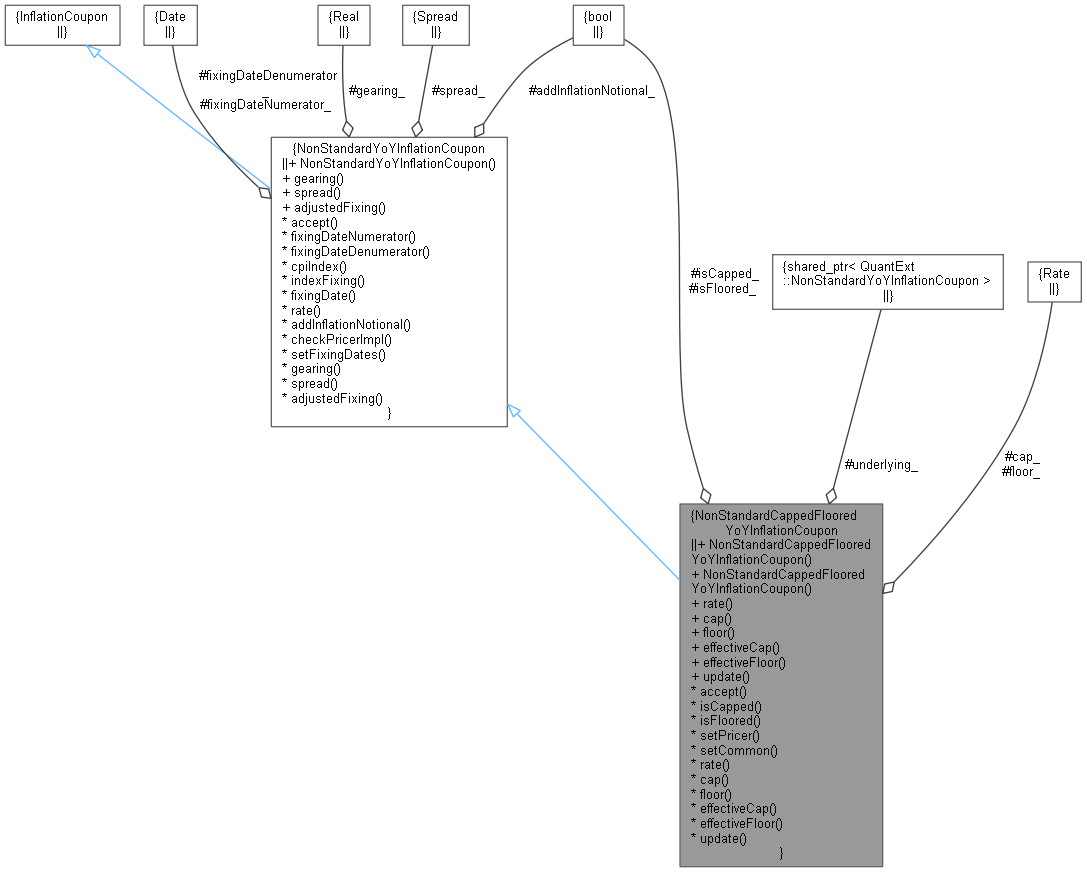 {InflationCoupon
||}
{Date
||}
{Real
||}
{Spread
||}
{bool
||}
#fixingDateDenumerator
_
#fixingDateNumerator_
#gearing_
#spread_
#addInflationNotional_
{NonStandardYoYInflationCoupon
||+ NonStandardYoYInflationCoupon()
+ gearing()
+ spread()
+ adjustedFixing()
* accept()
* fixingDateNumerator()
* fixingDateDenumerator()
* cpiIndex()
* indexFixing()
* fixingDate()
* rate()
* addInflationNotional()
* checkPricerImpl()
* setFixingDates()
* gearing()
* spread()
* adjustedFixing()
}
#isCapped_
#isFloored_
{shared_ptr< QuantExt
::NonStandardYoYInflationCoupon >
||}
{Rate
||}
#underlying_
#cap_
#floor_
{NonStandardCappedFloored
YoYInflationCoupon
||+ NonStandardCappedFloored
YoYInflationCoupon()
+ NonStandardCappedFloored
YoYInflationCoupon()
+ rate()
+ cap()
+ floor()
+ effectiveCap()
+ effectiveFloor()
+ update()
* accept()
* isCapped()
* isFloored()
* setPricer()
* setCommon()
* rate()
* cap()
* floor()
* effectiveCap()
* effectiveFloor()
* update()
}